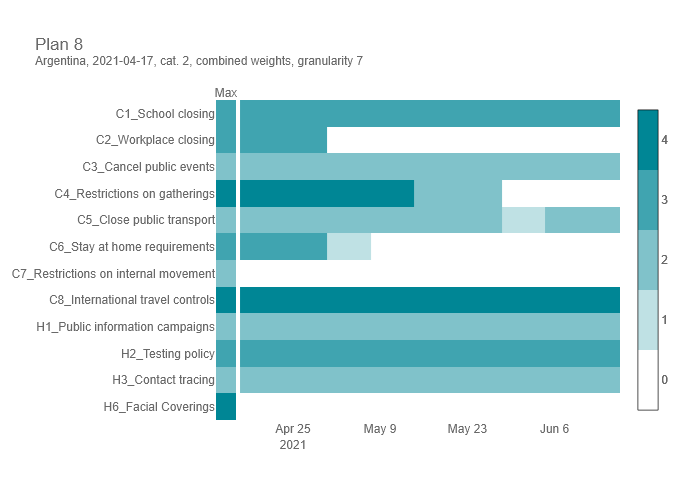 Plan 8
Argentina, 2021-04-17, cat. 2, combined weights, granularity 7
Max
C1_School closing
C2_Workplace closing
C3_Cancel public events
C4_Restrictions on gatherings
C5_Close public transport
C6_Stay at home requirements
C7_Restrictions on internal movement
C8_International travel controls
H1_Public information campaigns
H2_Testing policy
H3_Contact tracing
H6_Facial Coverings
Apr 25 May 9 May 23 Jun 6
2021
4
3
2
1
0